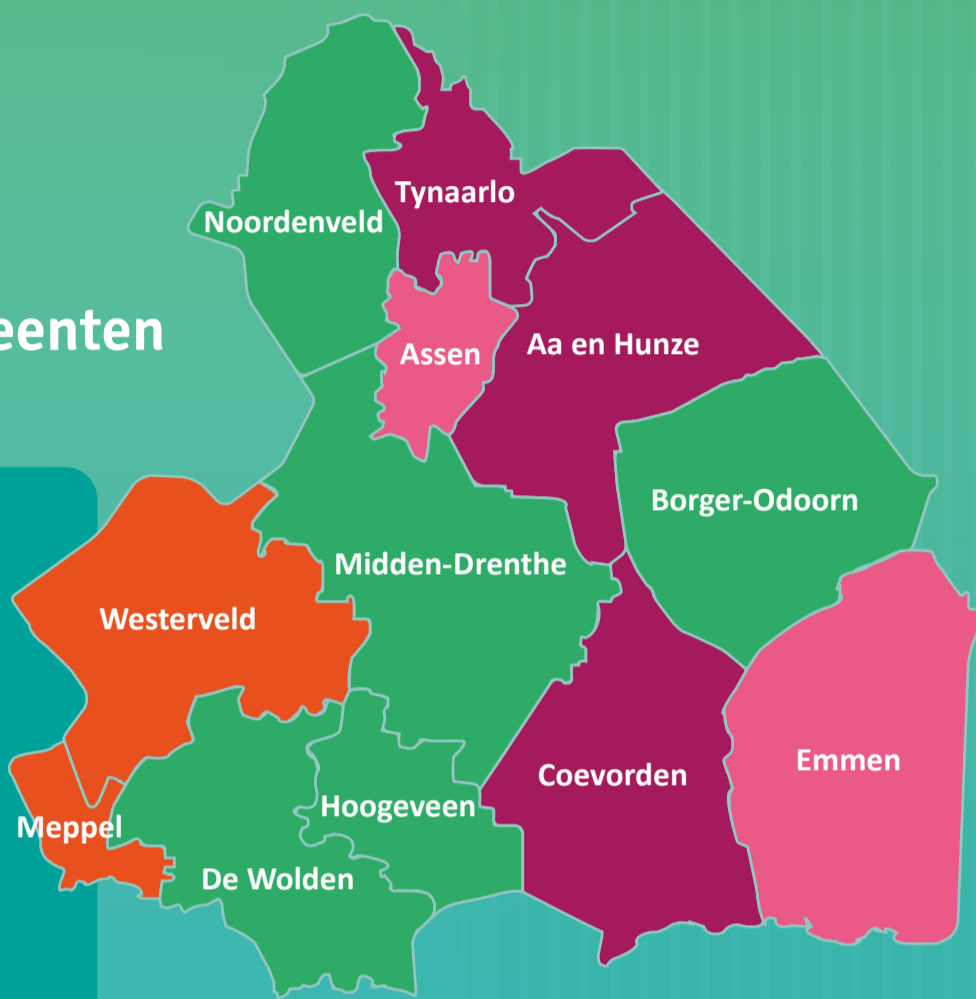 Tynaarlo
Noordenveld
eenten
Aa en Hunze
Assen
Borger-Odoorn
Midden-Drenthe
Westerveld
Emmen
Coevorden
Hoogeveen
Meppel
De Wolden